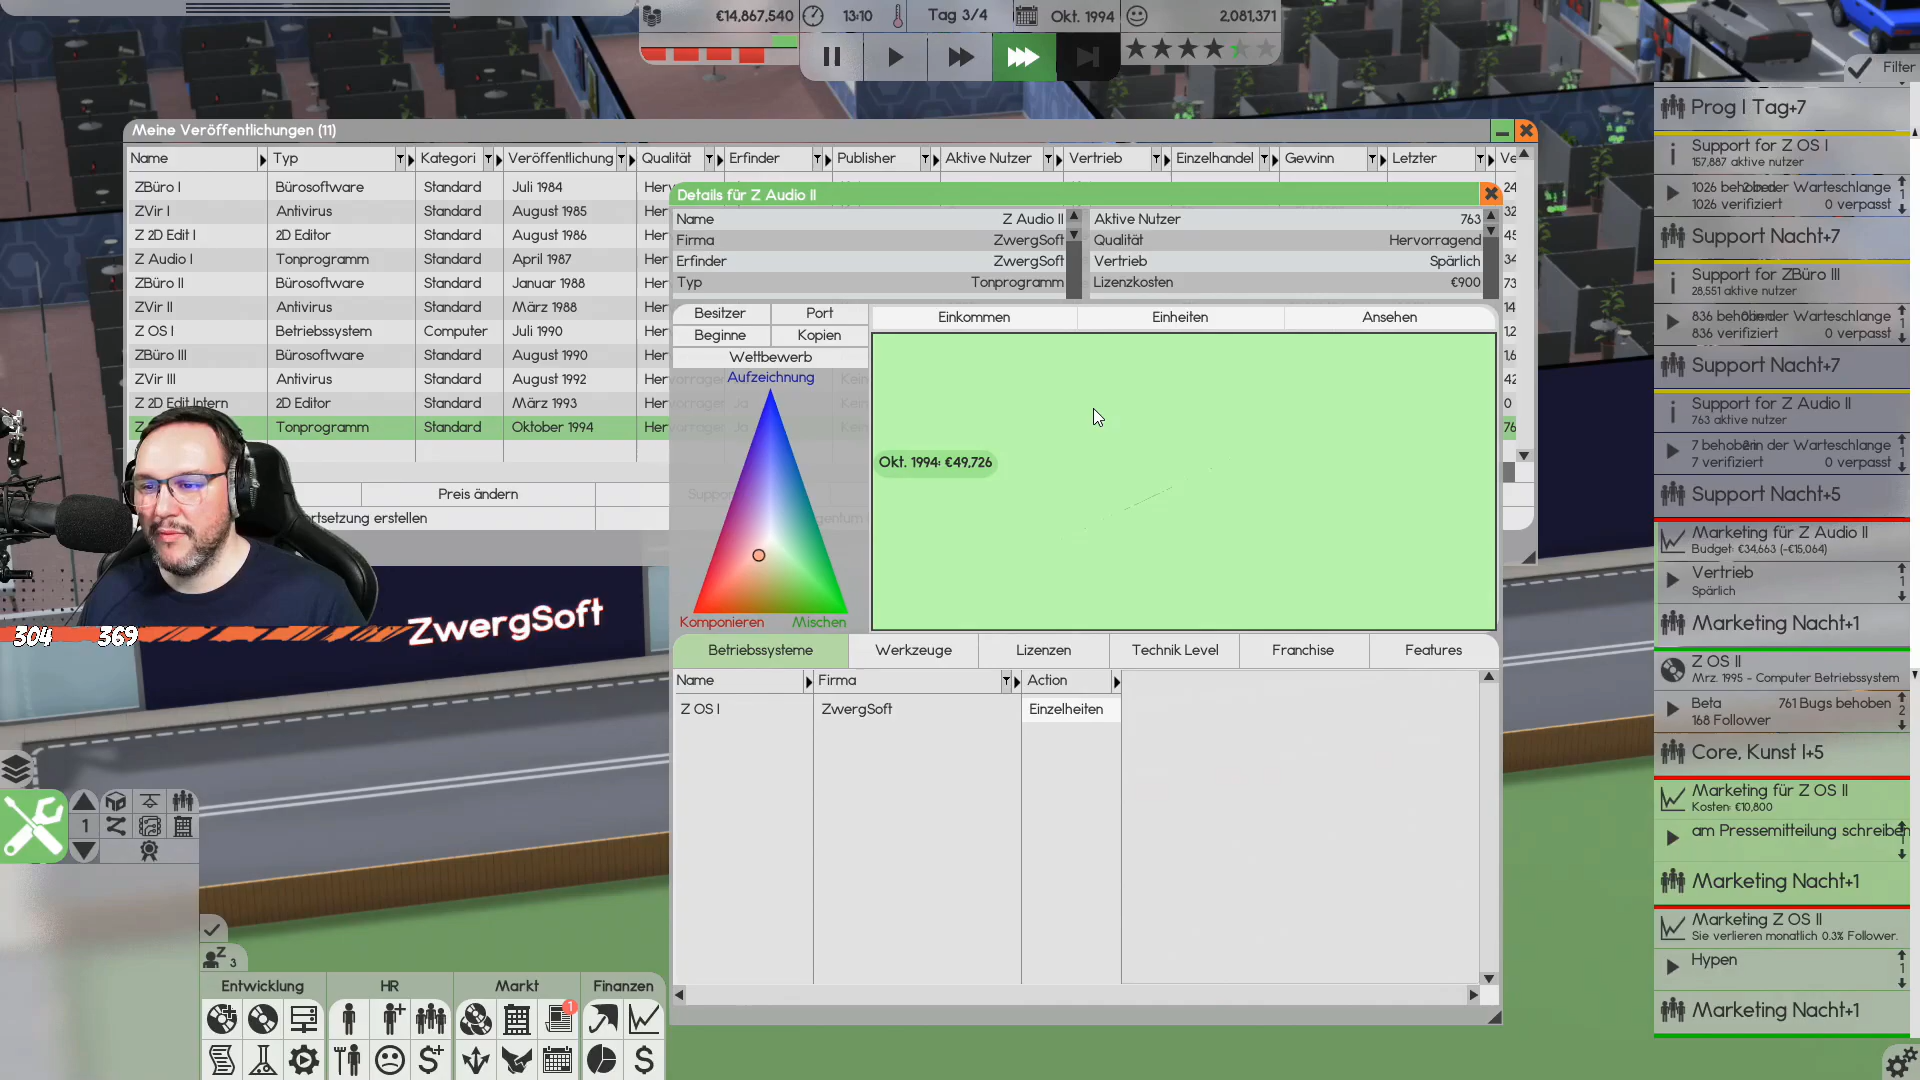 €14,867,540
13:10
Tag 3/4
Okt. 1994
2,081,371
Filter
Meine Veröffentlichungen (11)
Name Typ Kategori Veröffentlichung Qualität Erfinder Publisher Aktive Nutzer Vertrieb Einzelhandel Gewinn Letzter Ve
ZBüro I Bürosoftware Standard Juli 1984
ZVir I Antivirus Standard August 1985
Z 2D Edit I 2D Editor Standard August 1986
Z Audio I Tonprogramm Standard April 1987
ZBüro II Bürosoftware Standard Januar 1988
ZVir II Antivirus Standard März 1988
Z OS I Betriebssystem Computer Juli 1990
ZBüro III Bürosoftware Standard August 1990
ZVir III Antivirus Standard August 1992
Z 2D Edit Intern 2D Editor Standard März 1993
Tonprogramm Standard Oktober 1994
Preis ändern
ortsetzung erstellen
Details für Z Audio II
Name Z Audio II
Firma ZwergSoft
Erfinder ZwergSoft
Typ Tonprogramm
Aktive Nutzer 763
Qualität Hervorragend
Vertrieb Spärlich
Lizenzkosten €900
Besitzer Port
Beginne Kopien
Wettbewerb
Einkommen Einheiten Ansehen
Aufzeichnung
Komponieren Mischen
Okt. 1994: €49,726
Betriebssysteme Werkzeuge Lizenzen Technik Level Franchise Features
Name Firma Action
Z OS I ZwergSoft Einzelheiten
Prog I Tag+7
Support for Z OS I
157,887 aktive nutzer
1026 verifiziert 0 verpasst
Support Nacht+7
Support for ZBüro III
28,551 aktive nutzer
836 verifiziert 0 verpasst
Support Nacht+7
Support for Z Audio II
763 aktive nutzer
7 verifiziert 0 verpasst
Support Nacht+5
Marketing für Z Audio II
Budget: €34,663 (-€15,064)
Vertrieb
Spärlich
1
Marketing Nacht+1
Z OS II
Mrz. 1995 - Computer Betriebssystem
Beta 761 Bugs behoben
168 Follower
2
Core, Kunst I+5
Marketing für Z OS II
Kosten: €10,800
am Pressemitteilung schreiben
Marketing Nacht+1
Marketing Z OS II
Sie verlieren monatlich 0.3% Follower.
Hypen
1
Marketing Nacht+1
304 369
ZwergSoft
1
Z 3
Entwicklung HR Markt Finanzen
1